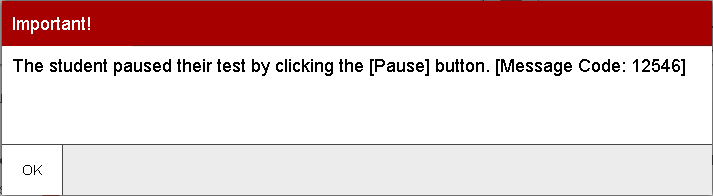 Important!
The student paused their test by clicking the [Pause] button. [Message Code: 12546]
OK